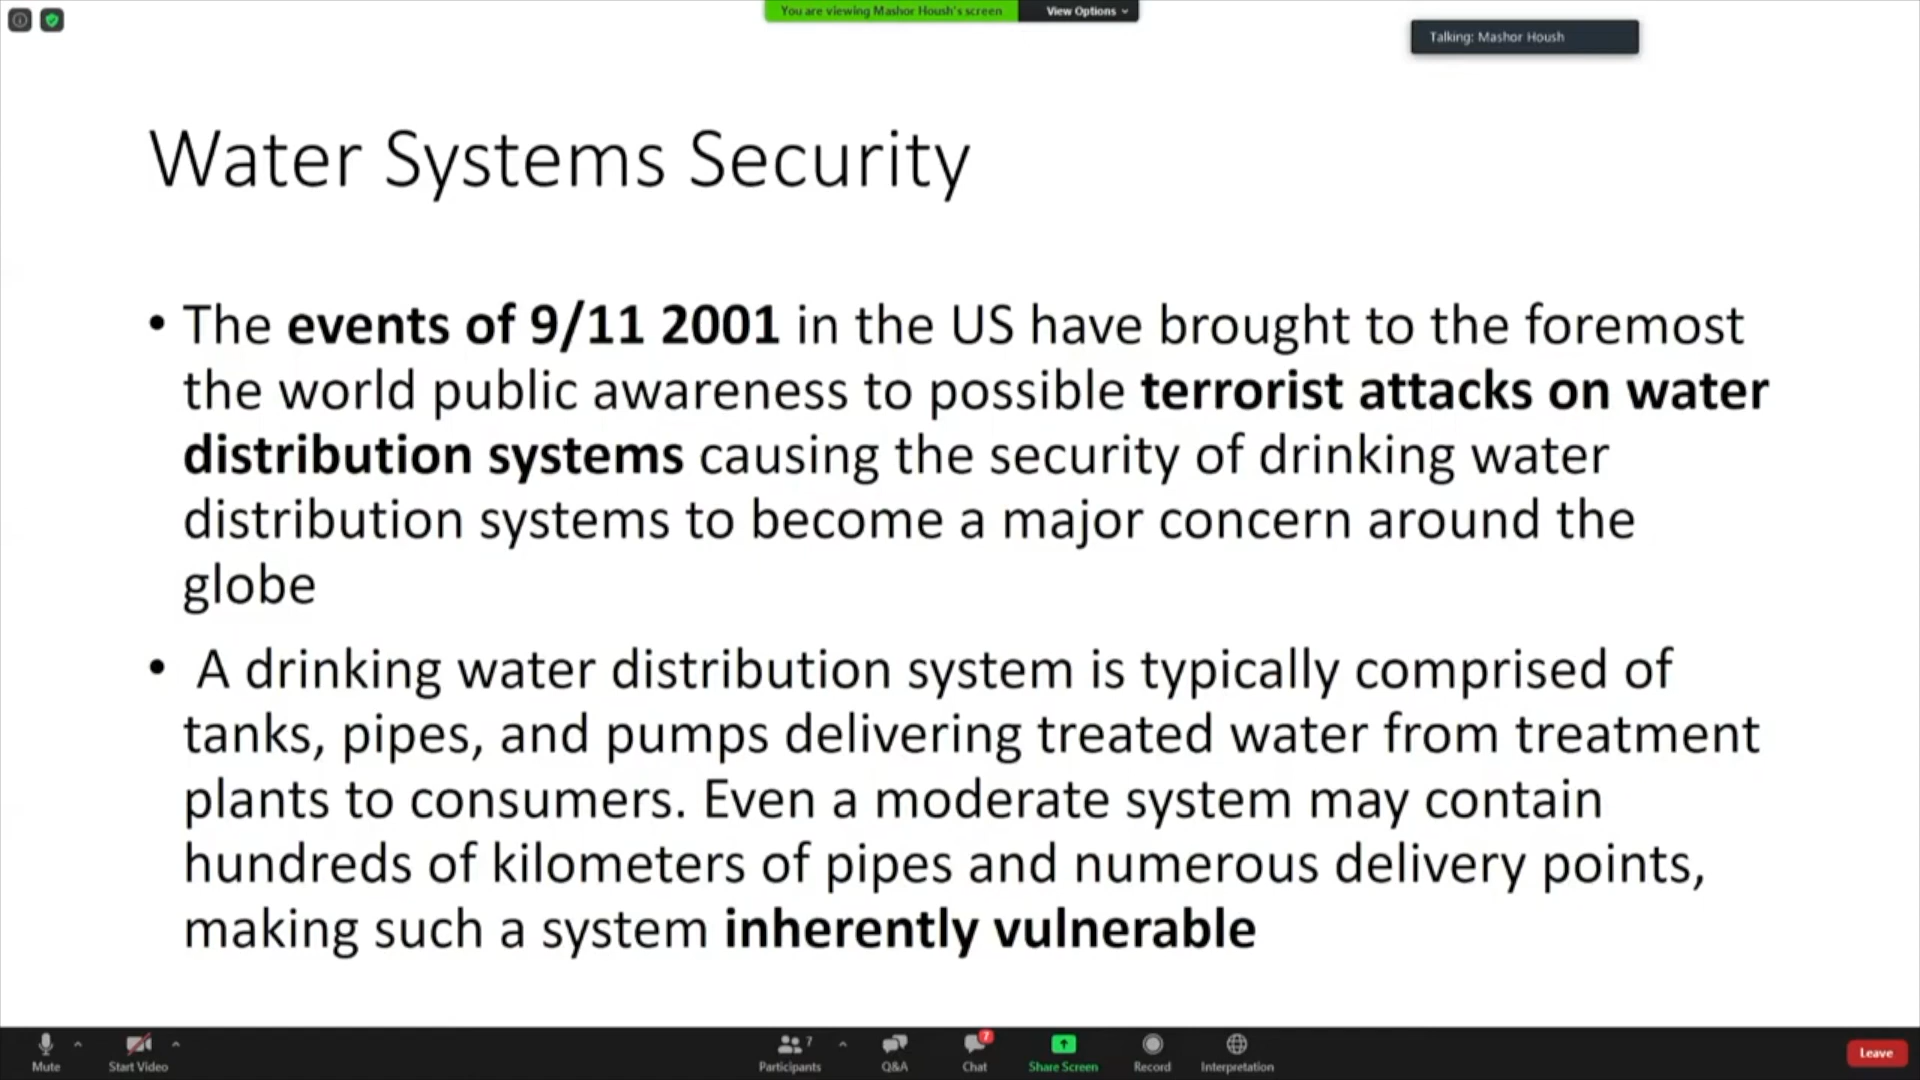 You are viewing Mashor Housh's screen
View Options
Talking: Mashor Housh
Water Systems Security
• The events of 9/11 2001 in the US have brought to the foremost
the world public awareness to possible terrorist attacks on water
distribution systems causing the security of drinking water
distribution systems to become a major concern around the
globe
• A drinking water distribution system is typically comprised of
tanks, pipes, and pumps delivering treated water from treatment
plants to consumers. Even a moderate system may contain
hundreds of kilometers of pipes and numerous delivery points,
making such a system inherently vulnerable
Mute
Start Video
Participants 7
Q&A
Chat 7
Share Screen
Record
Interpretation
Leave